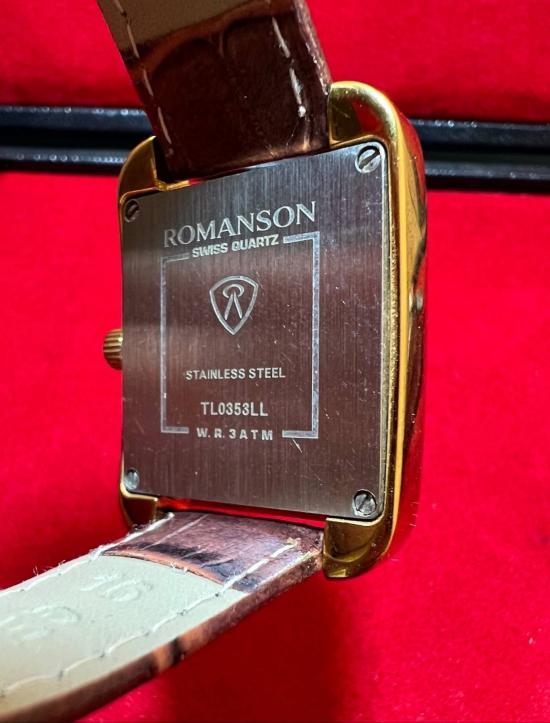 ROMANSON
SWISS QUARTZ
STAINLESS STEEL
TL0353LL
W.R. 3ATM